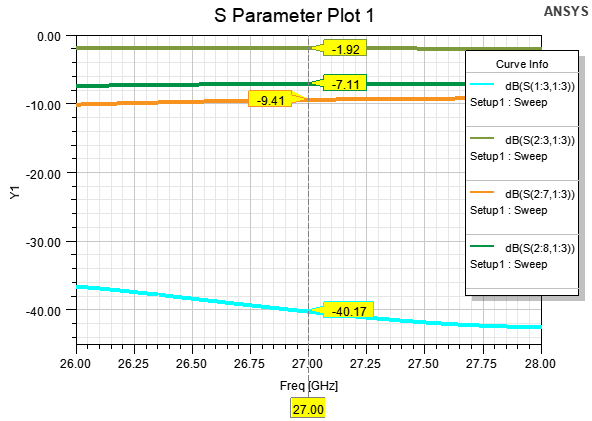 S Parameter Plot 1
ANSYS
0.00
-10.00
-20.00
-30.00
-40.00
Y1
-1.92
-7.11
-9.41
-40.17
Curve Info
dB(S(1:3,1:3))
Setup1 : Sweep
dB(S(2:3,1:3))
Setup1 : Sweep
dB(S(2:7,1:3))
Setup1 : Sweep
dB(S(2:8,1:3))
Setup1 : Sweep
26.00 26.25 26.50 26.75 27.00 27.25 27.50 27.75 28.00
Freq [GHz]
27.00